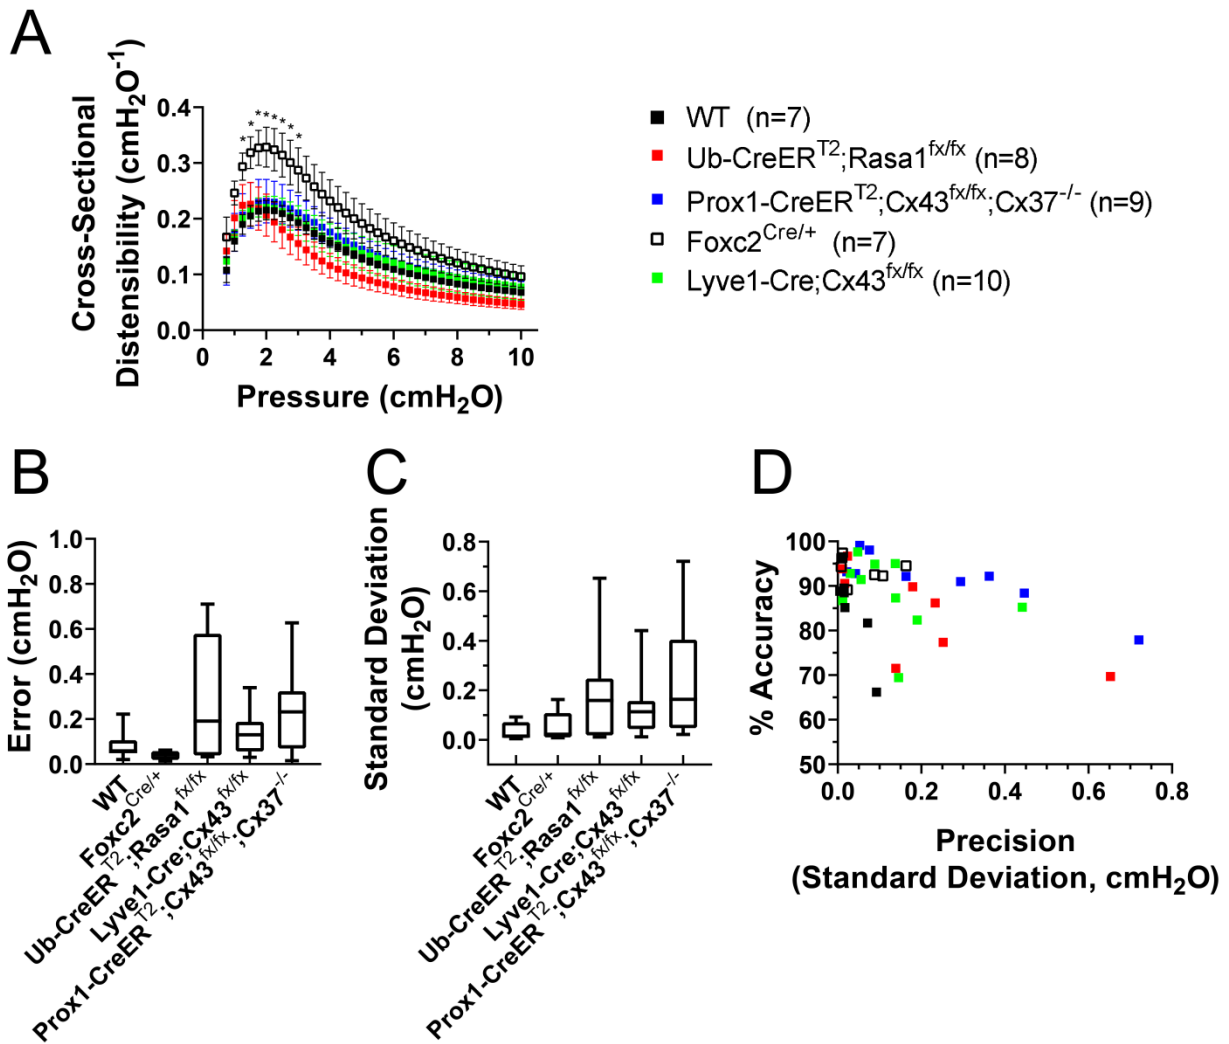 A
Cross-Sectional
Distensibility (cmH₂O⁻¹)
0.4
0.3
0.2
0.1
0.0
* * * * * * * *
0 2 4 6 8 10
Pressure (cmH₂O)
WT (n=7)
Ub-CreERᵀ²;Rasa1ᶠˣ/ᶠˣ (n=8)
Prox1-CreERᵀ²;Cx43ᶠˣ/ᶠˣ;Cx37⁻/⁻ (n=9)
Foxc2ᶜʳᵉ/⁺ (n=7)
Lyve1-Cre;Cx43ᶠˣ/ᶠˣ (n=10)
B
Error (cmH₂O)
1.0
0.8
0.6
0.4
0.2
0.0
WT
Foxc2ᶜʳᵉ/⁺
Ub-CreERᵀ²;Rasa1ᶠˣ/ᶠˣ
Lyve1-Cre;Cx43ᶠˣ/ᶠˣ
Prox1-CreERᵀ²;Cx43ᶠˣ/ᶠˣ;Cx37⁻/⁻
C
Standard Deviation
(cmH₂O)
0.8
0.6
0.4
0.2
0.0
WT
Foxc2ᶜʳᵉ/⁺
Ub-CreERᵀ²;Rasa1ᶠˣ/ᶠˣ
Lyve1-Cre;Cx43ᶠˣ/ᶠˣ
Prox1-CreERᵀ²;Cx43ᶠˣ/ᶠˣ;Cx37⁻/⁻
D
% Accuracy
100
90
80
70
60
50
0.0 0.2 0.4 0.6 0.8
Precision
(Standard Deviation, cmH₂O)